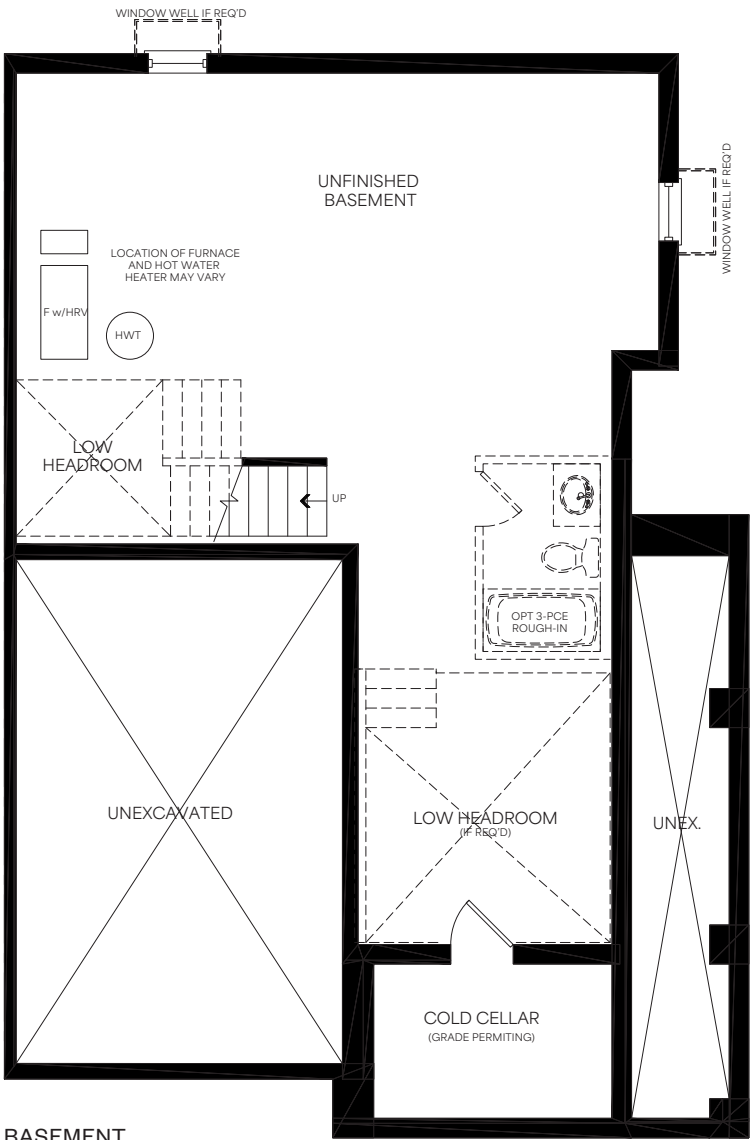 WINDOW WELL IF REQ'D
WINDOW WELL IF REQ'D
UNFINISHED
BASEMENT
LOCATION OF FURNACE
AND HOT WATER
HEATER MAY VARY
F w/HRV
HWT
LOW
HEADROOM
UP
OPT 3-PCE
ROUGH-IN
UNEXCAVATED
LOW HEADROOM
(IF REQ'D)
UNEX.
COLD CELLAR
(GRADE PERMITING)
BASEMENT